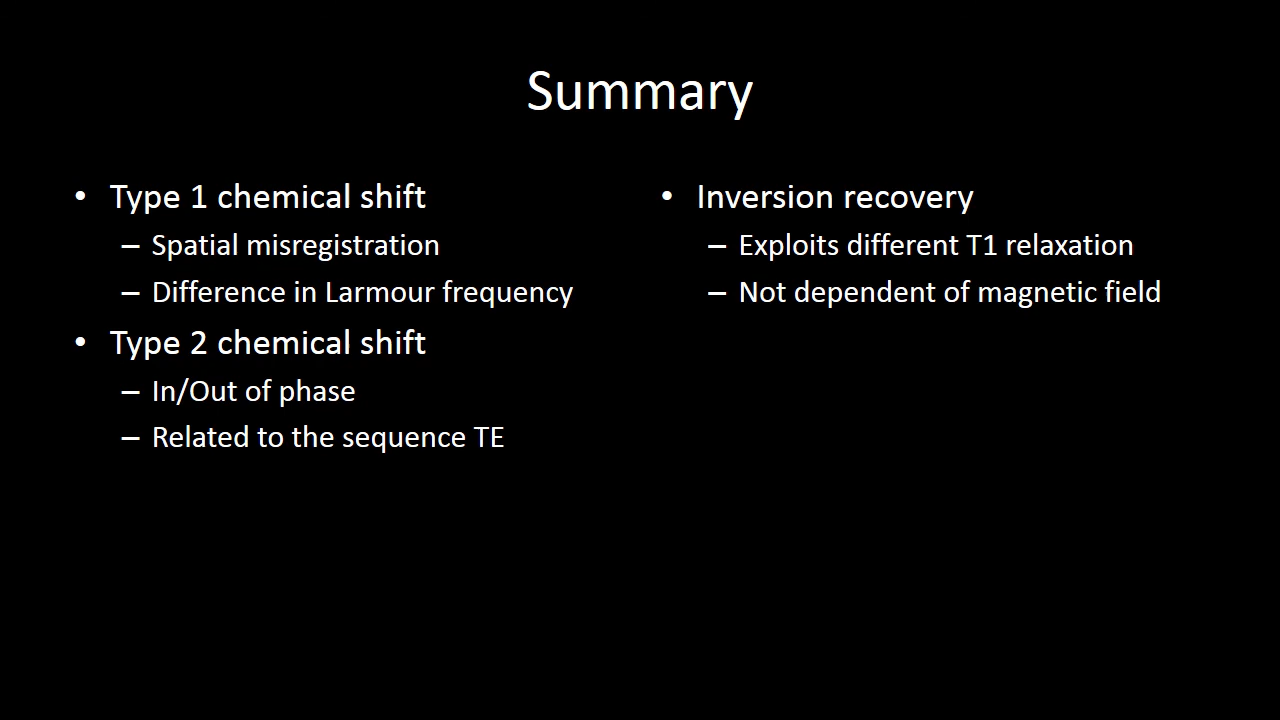 Summary
• Type 1 chemical shift
– Spatial misregistration
– Difference in Larmour frequency
• Type 2 chemical shift
– In/Out of phase
– Related to the sequence TE
• Inversion recovery
– Exploits different T1 relaxation
– Not dependent of magnetic field